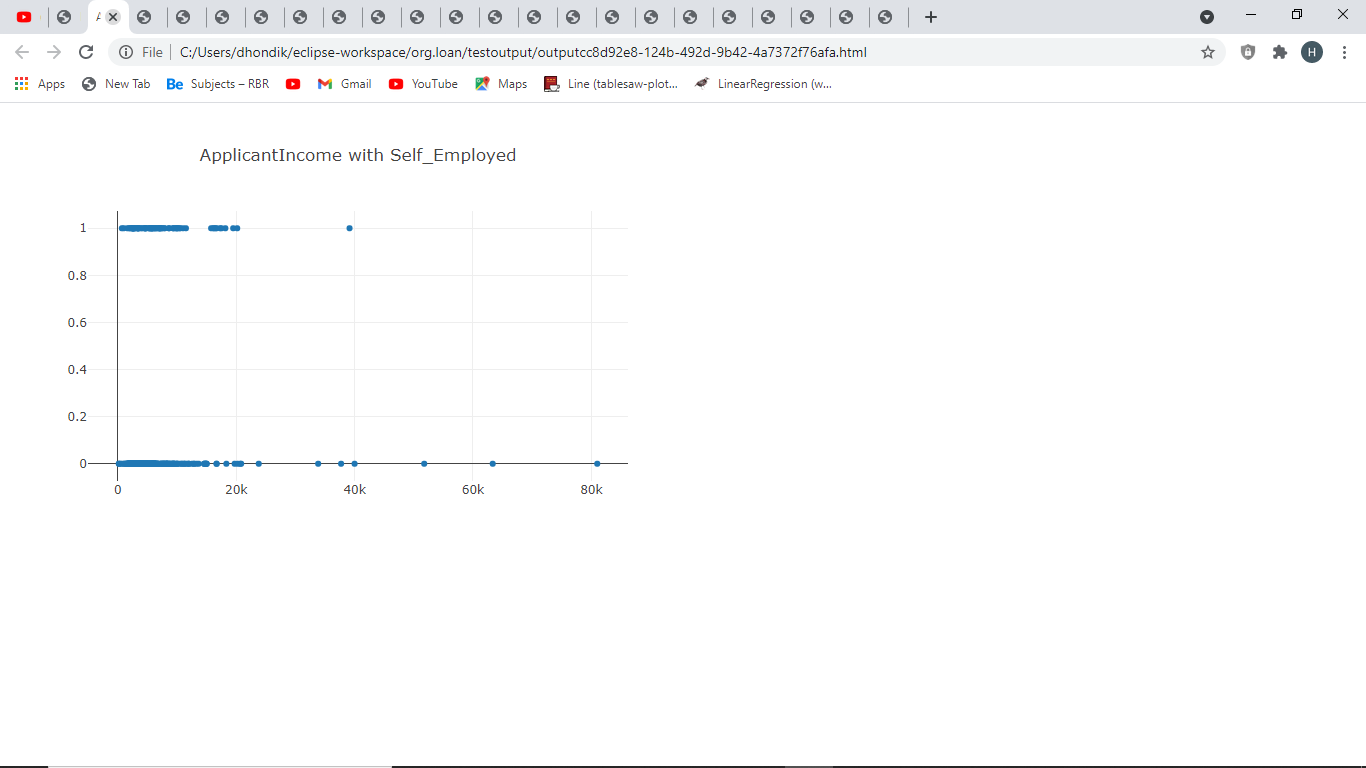 File C:/Users/dhondik/eclipse-workspace/org.loan/testoutput/outputcc8d92e8-124b-492d-9b42-4a7372f76afa.html H
Apps New Tab Be Subjects – RBR Gmail YouTube Maps Line (tablesaw-plot... LinearRegression (w...
ApplicantIncome with Self_Employed
1
0.8
0.6
0.4
0.2
0
0 20k 40k 60k 80k